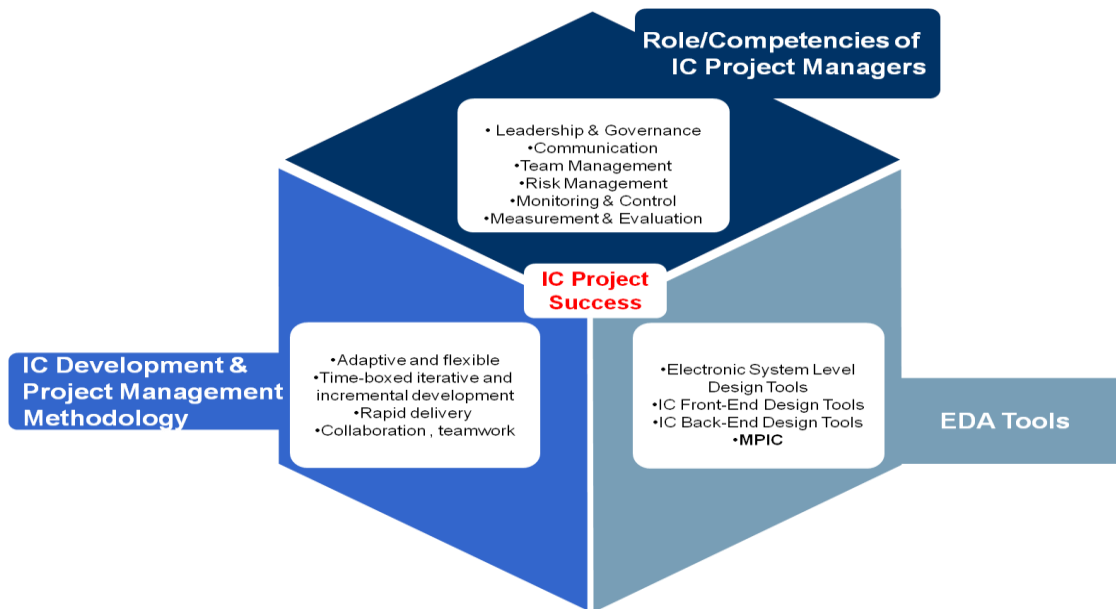 Role/Competencies of
IC Project Managers
• Leadership & Governance
•Communication
•Team Management
•Risk Management
•Monitoring & Control
•Measurement & Evaluation
IC Project
Success
IC Development &
Project Management
Methodology
•Adaptive and flexible
•Time-boxed iterative and
incremental development
•Rapid delivery
•Collaboration , teamwork
•Electronic System Level
Design Tools
•IC Front-End Design Tools
•IC Back-End Design Tools
•MPIC
EDA Tools